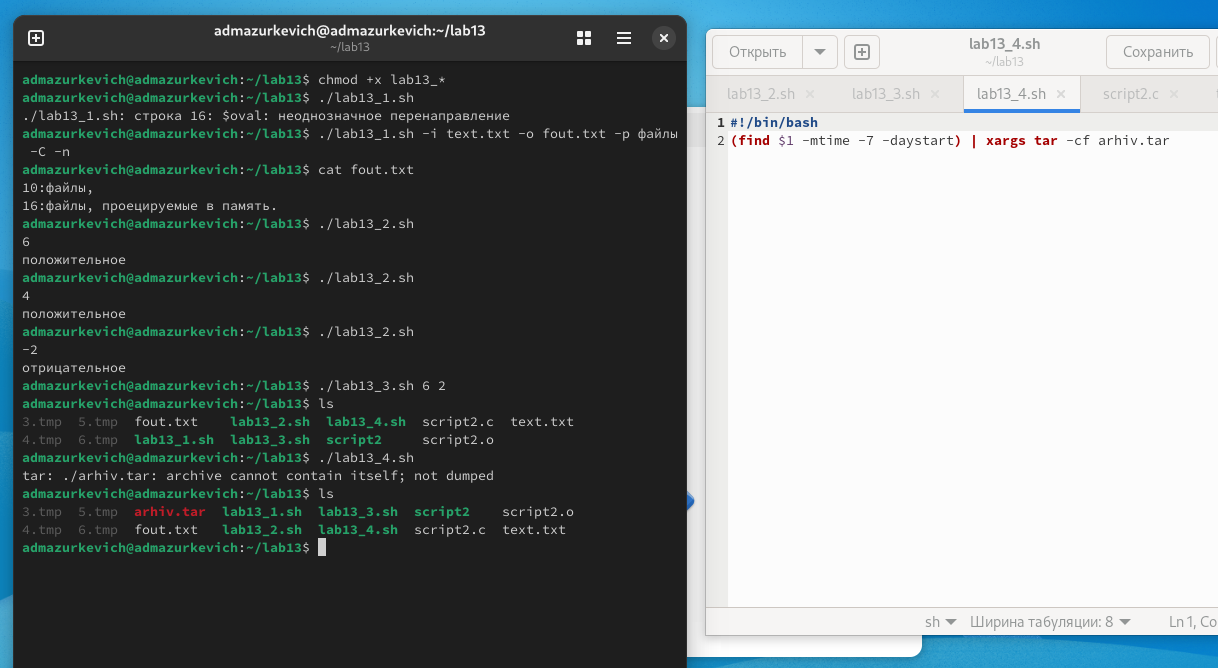 admazurkevich@admazurkevich:~/lab13
~/lab13
admazurkevich@admazurkevich:~/lab13$ chmod +x lab13_*
admazurkevich@admazurkevich:~/lab13$ ./lab13_1.sh
./lab13_1.sh: строка 16: $oval: неоднозначное перенаправление
admazurkevich@admazurkevich:~/lab13$ ./lab13_1.sh -i text.txt -o fout.txt -p файлы
 -C -n
admazurkevich@admazurkevich:~/lab13$ cat fout.txt
10:файлы,
16:файлы, проецируемые в память.
admazurkevich@admazurkevich:~/lab13$ ./lab13_2.sh
6
положительное
admazurkevich@admazurkevich:~/lab13$ ./lab13_2.sh
4
положительное
admazurkevich@admazurkevich:~/lab13$ ./lab13_2.sh
-2
отрицательное
admazurkevich@admazurkevich:~/lab13$ ./lab13_3.sh 6 2
admazurkevich@admazurkevich:~/lab13$ ls
3.tmp  5.tmp  fout.txt    lab13_2.sh  lab13_4.sh  script2.c  text.txt
4.tmp  6.tmp  lab13_1.sh  lab13_3.sh  script2     script2.o
admazurkevich@admazurkevich:~/lab13$ ./lab13_4.sh
tar: ./arhiv.tar: archive cannot contain itself; not dumped
admazurkevich@admazurkevich:~/lab13$ ls
3.tmp  5.tmp  arhiv.tar  lab13_1.sh  lab13_3.sh  script2    script2.o
4.tmp  6.tmp  fout.txt   lab13_2.sh  lab13_4.sh  script2.c  text.txt
admazurkevich@admazurkevich:~/lab13$
Открыть
lab13_4.sh
~/lab13
Сохранить
lab13_2.sh
lab13_3.sh
lab13_4.sh
script2.c
1 #!/bin/bash
2 (find $1 -mtime -7 -daystart) | xargs tar -cf arhiv.tar
sh
Ширина табуляции: 8
Ln 1, Co